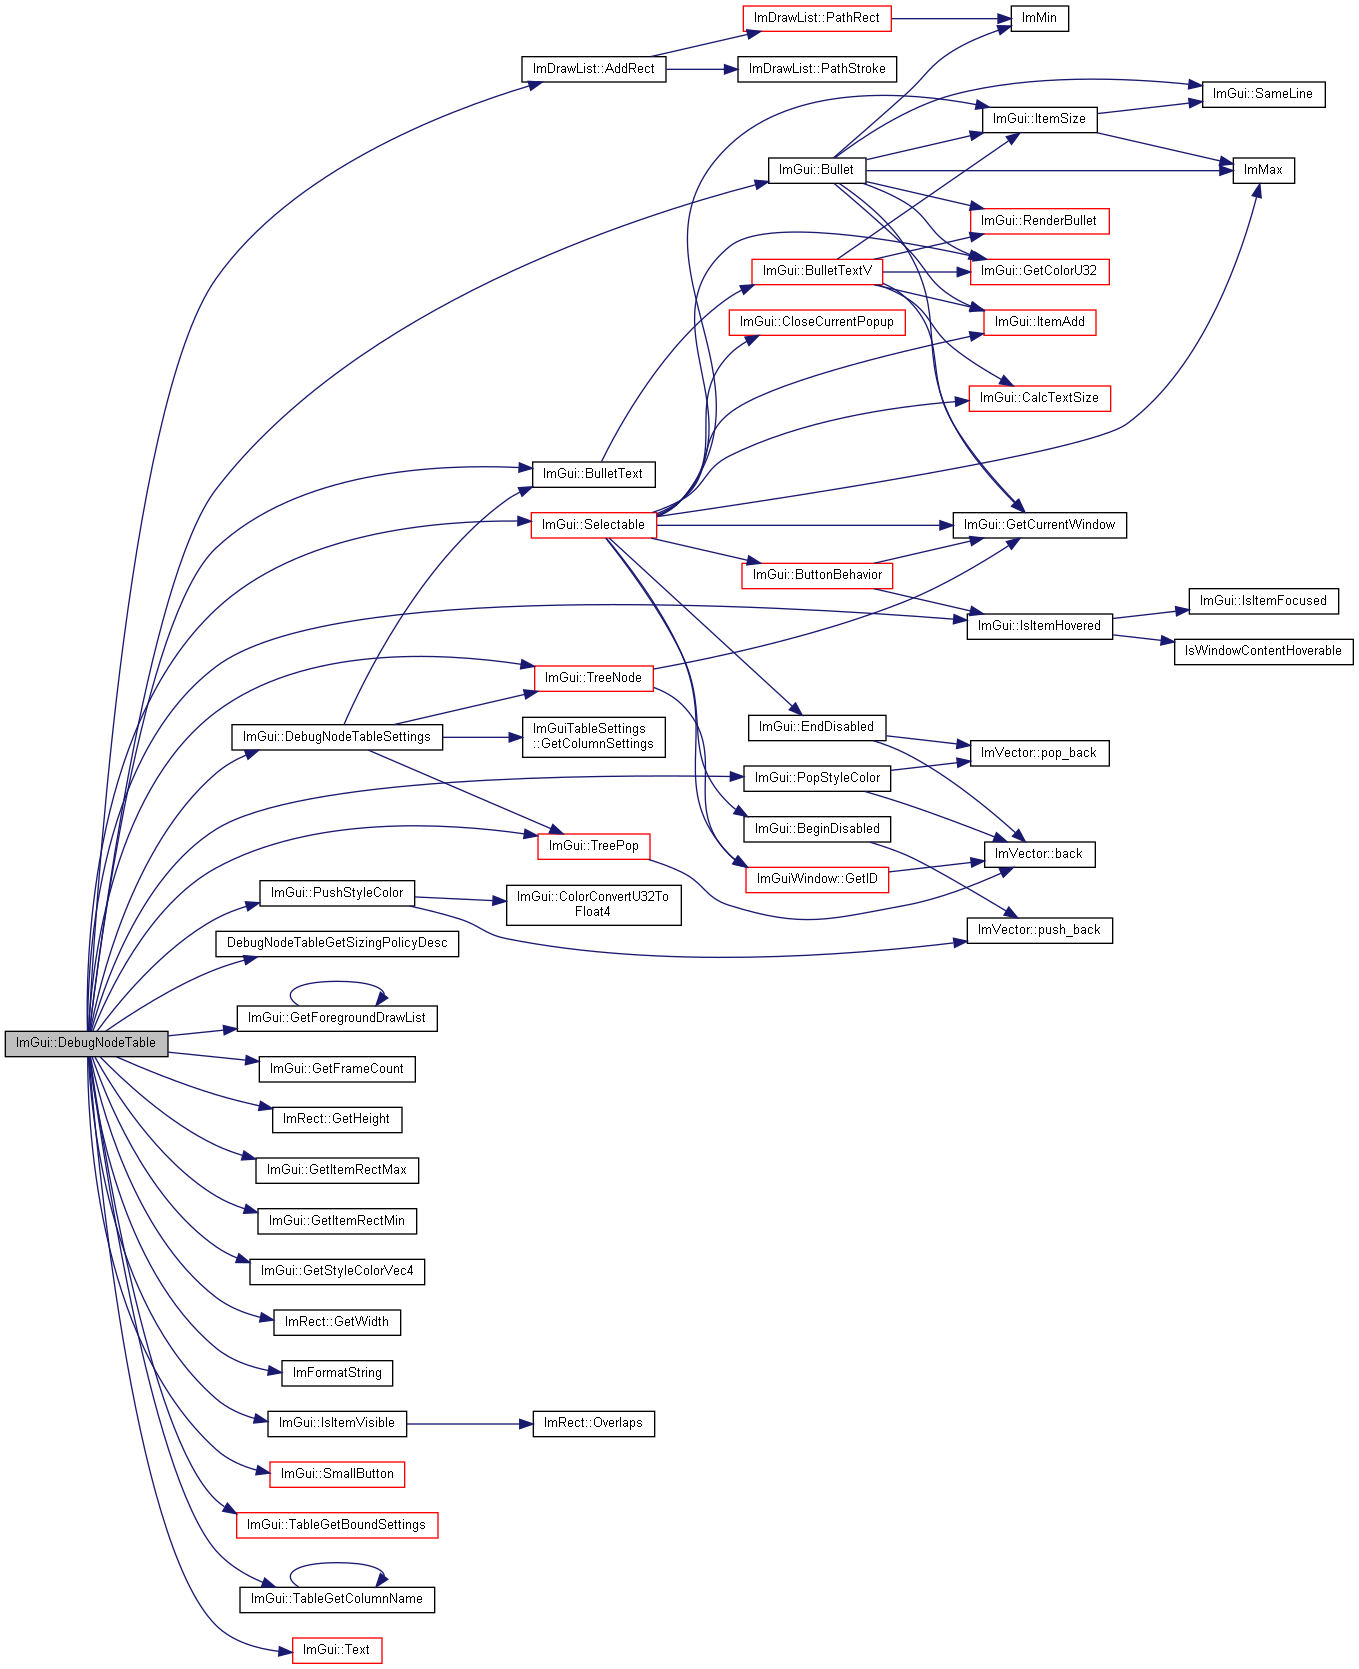 ImDrawList::PathRect
ImMin
ImDrawList::AddRect
ImDrawList::PathStroke
ImGui::SameLine
ImGui::ItemSize
ImGui::Bullet
ImMax
ImGui::RenderBullet
ImGui::BulletTextV
ImGui::GetColorU32
ImGui::CloseCurrentPopup
ImGui::ItemAdd
ImGui::CalcTextSize
ImGui::BulletText
ImGui::Selectable
ImGui::GetCurrentWindow
ImGui::ButtonBehavior
ImGui::IsItemFocused
ImGui::IsItemHovered
IsWindowContentHoverable
ImGui::TreeNode
ImGui::DebugNodeTableSettings
ImGuiTableSettings
::GetColumnSettings
ImGui::EndDisabled
ImVector::pop_back
ImGui::PopStyleColor
ImGui::BeginDisabled
ImGui::TreePop
ImVector::back
ImGuiWindow::GetID
ImGui::PushStyleColor
ImGui::ColorConvertU32To
Float4
ImVector::push_back
DebugNodeTableGetSizingPolicyDesc
ImGui::GetForegroundDrawList
ImGui::DebugNodeTable
ImGui::GetFrameCount
ImRect::GetHeight
ImGui::GetItemRectMax
ImGui::GetItemRectMin
ImGui::GetStyleColorVec4
ImRect::GetWidth
ImFormatString
ImGui::IsItemVisible
ImRect::Overlaps
ImGui::SmallButton
ImGui::TableGetBoundSettings
ImGui::TableGetColumnName
ImGui::Text